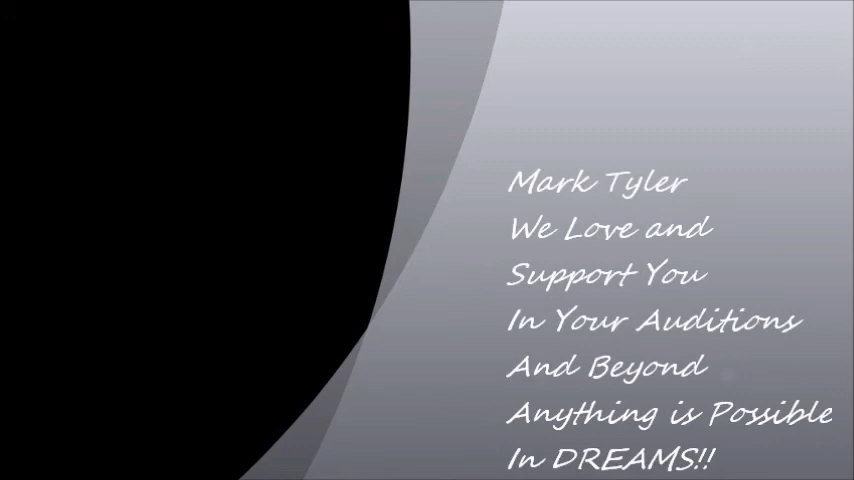 Mark Tyler
We Love and
Support You
In Your Auditions
And Beyond
Anything is Possible
In DREAMS!!